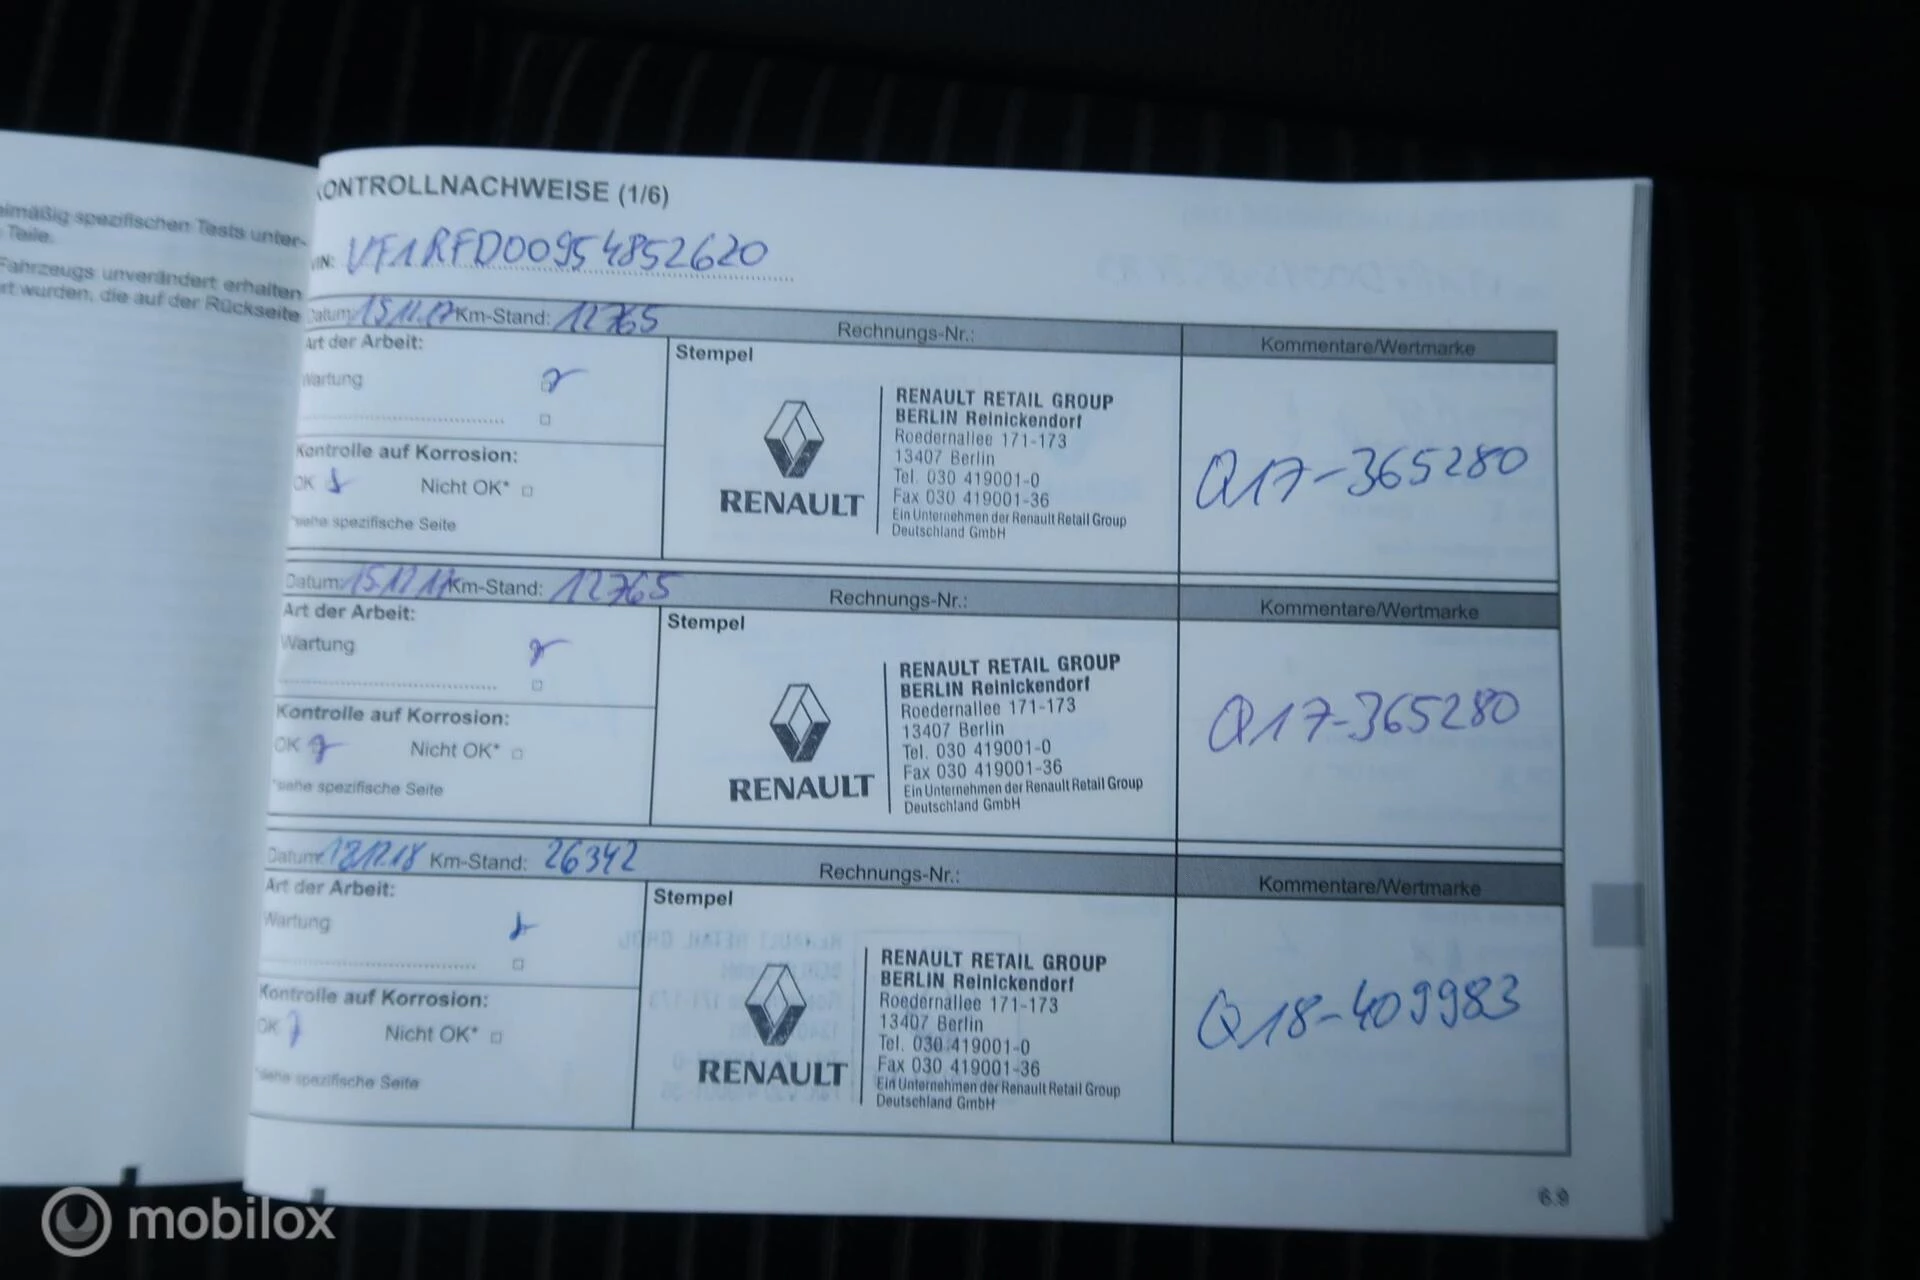 elmäßig spezifischen Tests unter-
Teile.
Fahrzeugs unverändert erhalten
rt wurden, die auf der Rückseite
KONTROLLNACHWEISE (1/6)
VIN: VF1RFD00954852620
Datum: 15.11.17 Km-Stand: 12765 Rechnungs-Nr.: Kommentare/Wertmarke
Art der Arbeit:
Wartung
Kontrolle auf Korrosion:
OK Nicht OK*
*siehe spezifische Seite
Stempel
RENAULT
RENAULT RETAIL GROUP
BERLIN Reinickendorf
Roedernallee 171-173
13407 Berlin
Tel. 030 419001-0
Fax 030 419001-36
Ein Unternehmen der Renault Retail Group
Deutschland GmbH
Q17-365280
Datum: Km-Stand: 12765 Rechnungs-Nr.: Kommentare/Wertmarke
Art der Arbeit:
Wartung
Kontrolle auf Korrosion:
OK Nicht OK*
*siehe spezifische Seite
Stempel
RENAULT
RENAULT RETAIL GROUP
BERLIN Reinickendorf
Roedernallee 171-173
13407 Berlin
Tel. 030 419001-0
Fax 030 419001-36
Ein Unternehmen der Renault Retail Group
Deutschland GmbH
Q17-365280
Datum: Km-Stand: 26342 Rechnungs-Nr.: Kommentare/Wertmarke
Art der Arbeit:
Wartung
Kontrolle auf Korrosion:
OK Nicht OK*
*siehe spezifische Seite
Stempel
RENAULT
RENAULT RETAIL GROUP
BERLIN Reinickendorf
Roedernallee 171-173
13407 Berlin
Tel. 030 419001-0
Fax 030 419001-36
Ein Unternehmen der Renault Retail Group
Deutschland GmbH
Q18-409983
6.9
mobilox